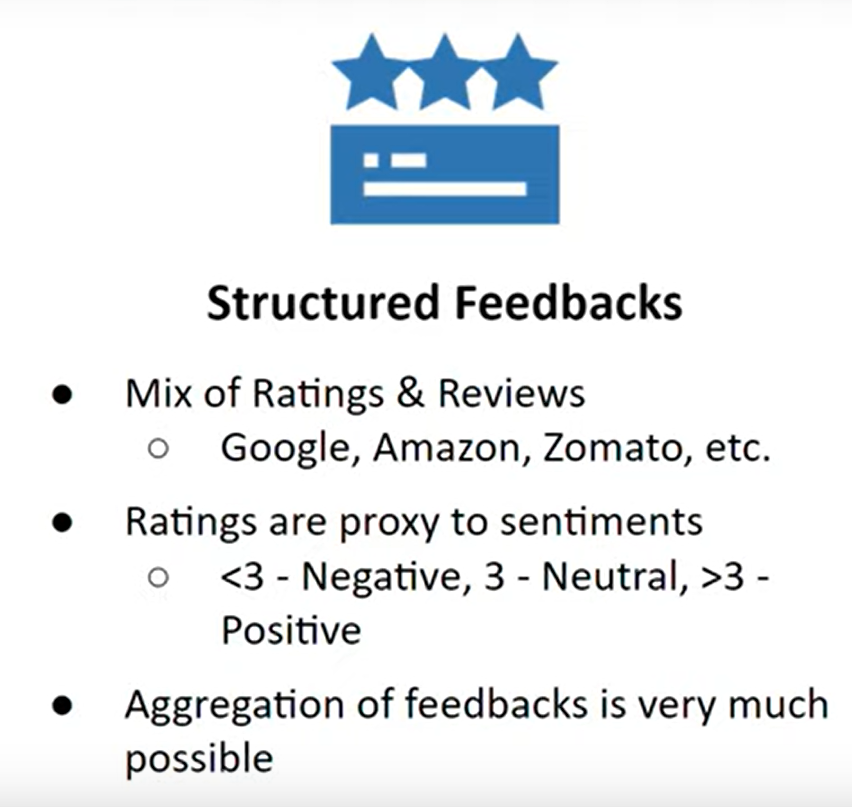 Structured Feedbacks
● Mix of Ratings & Reviews
○ Google, Amazon, Zomato, etc.
● Ratings are proxy to sentiments
○ <3 - Negative, 3 - Neutral, >3 -
Positive
● Aggregation of feedbacks is very much
possible